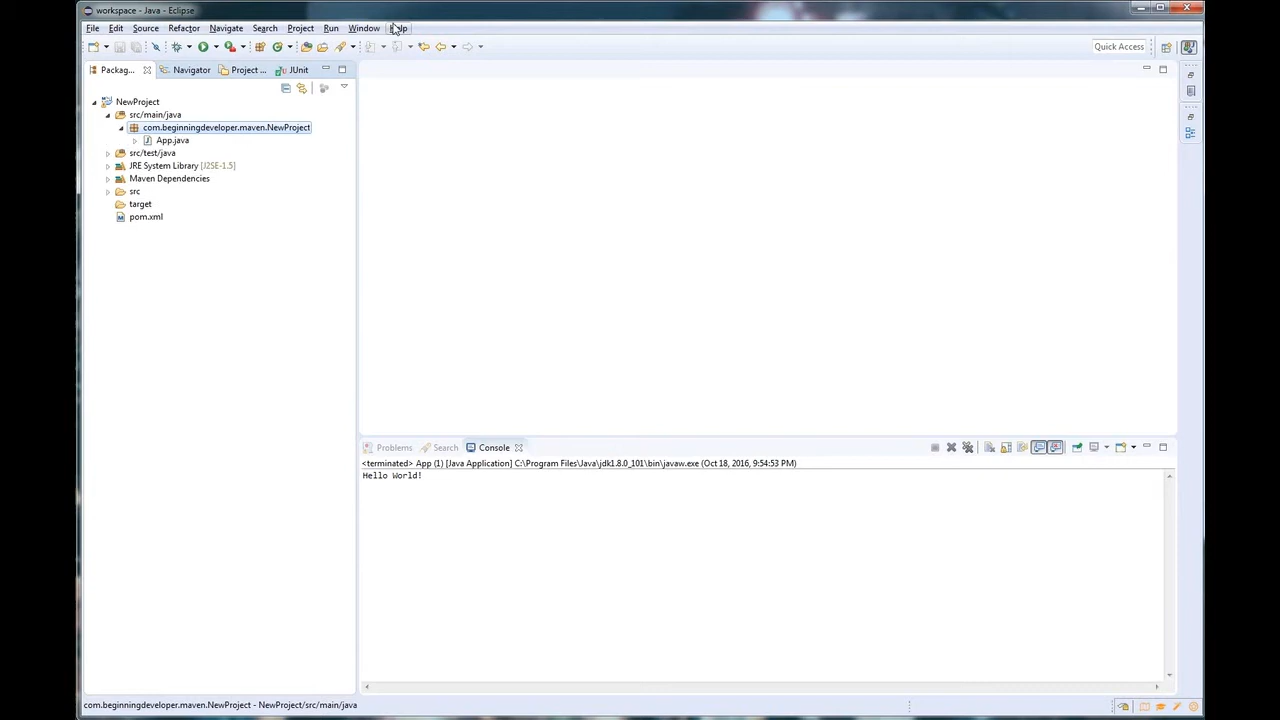 workspace - Java - Eclipse
File Edit Source Refactor Navigate Search Project Run Window Help
Quick Access
Packag... Navigator Project ... JUnit
NewProject
src/main/java
com.beginningdeveloper.maven.NewProject
App.java
src/test/java
JRE System Library [J2SE-1.5]
Maven Dependencies
src
target
pom.xml
Problems Search Console
<terminated> App (1) [Java Application] C:\Program Files\Java\jdk1.8.0_101\bin\javaw.exe (Oct 18, 2016, 9:54:53 PM)
Hello World!
com.beginningdeveloper.maven.NewProject - NewProject/src/main/java